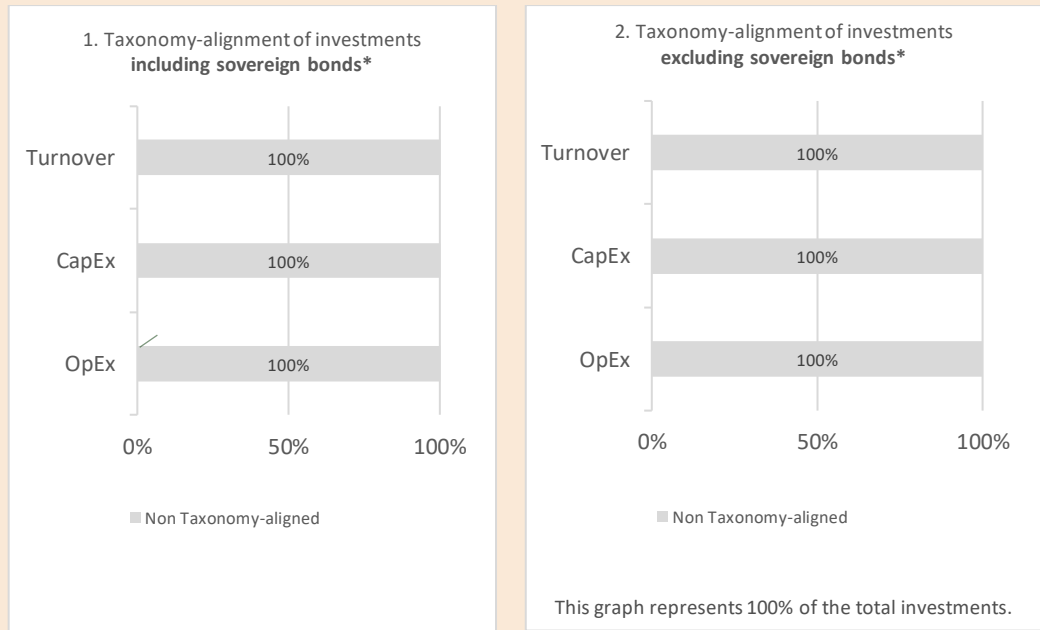 1. Taxonomy-alignment of investments
including sovereign bonds*
Turnover
100%
CapEx
100%
OpEx
100%
0%
50%
100%
Non Taxonomy-aligned
2. Taxonomy-alignment of investments
excluding sovereign bonds*
Turnover
100%
CapEx
100%
OpEx
100%
0%
50%
100%
Non Taxonomy-aligned
This graph represents 100% of the total investments.